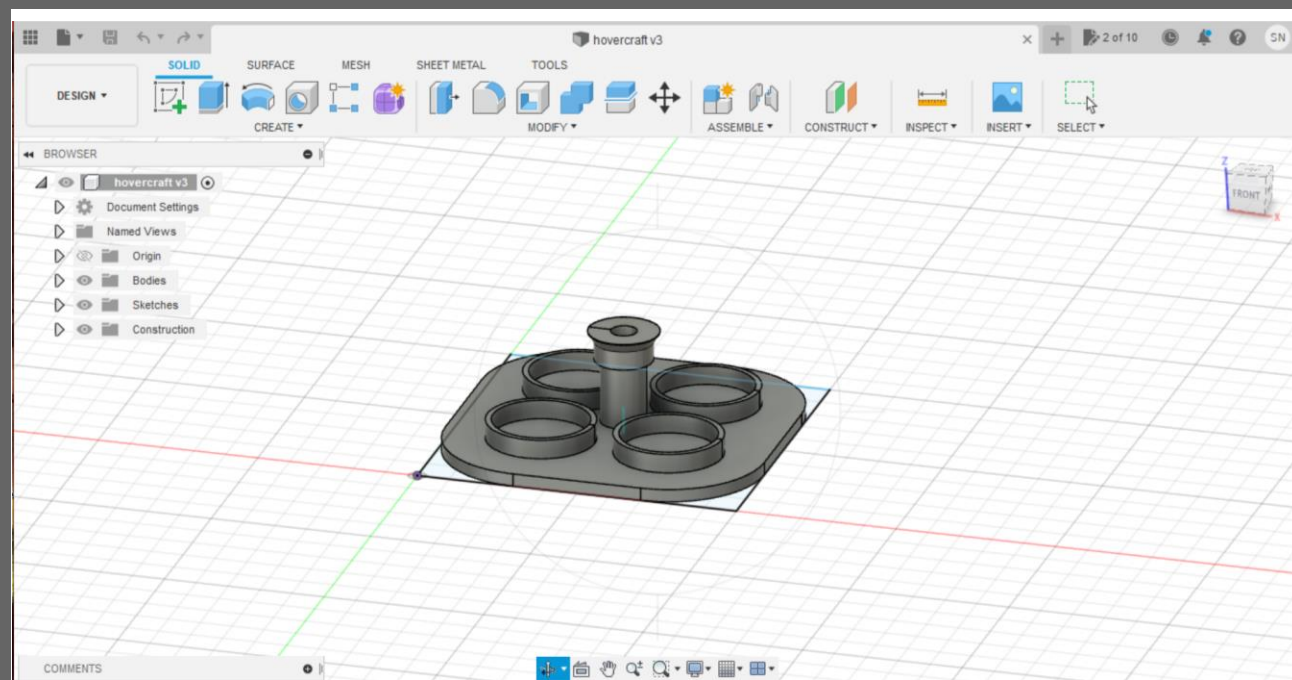 hovercraft v3
2 of 10
SN
SOLID
SURFACE
MESH
SHEET METAL
TOOLS
DESIGN
CREATE
MODIFY
ASSEMBLE
CONSTRUCT
INSPECT
INSERT
SELECT
BROWSER
hovercraft v3
Document Settings
Named Views
Origin
Bodies
Sketches
Construction
Z
FRONT
X
COMMENTS